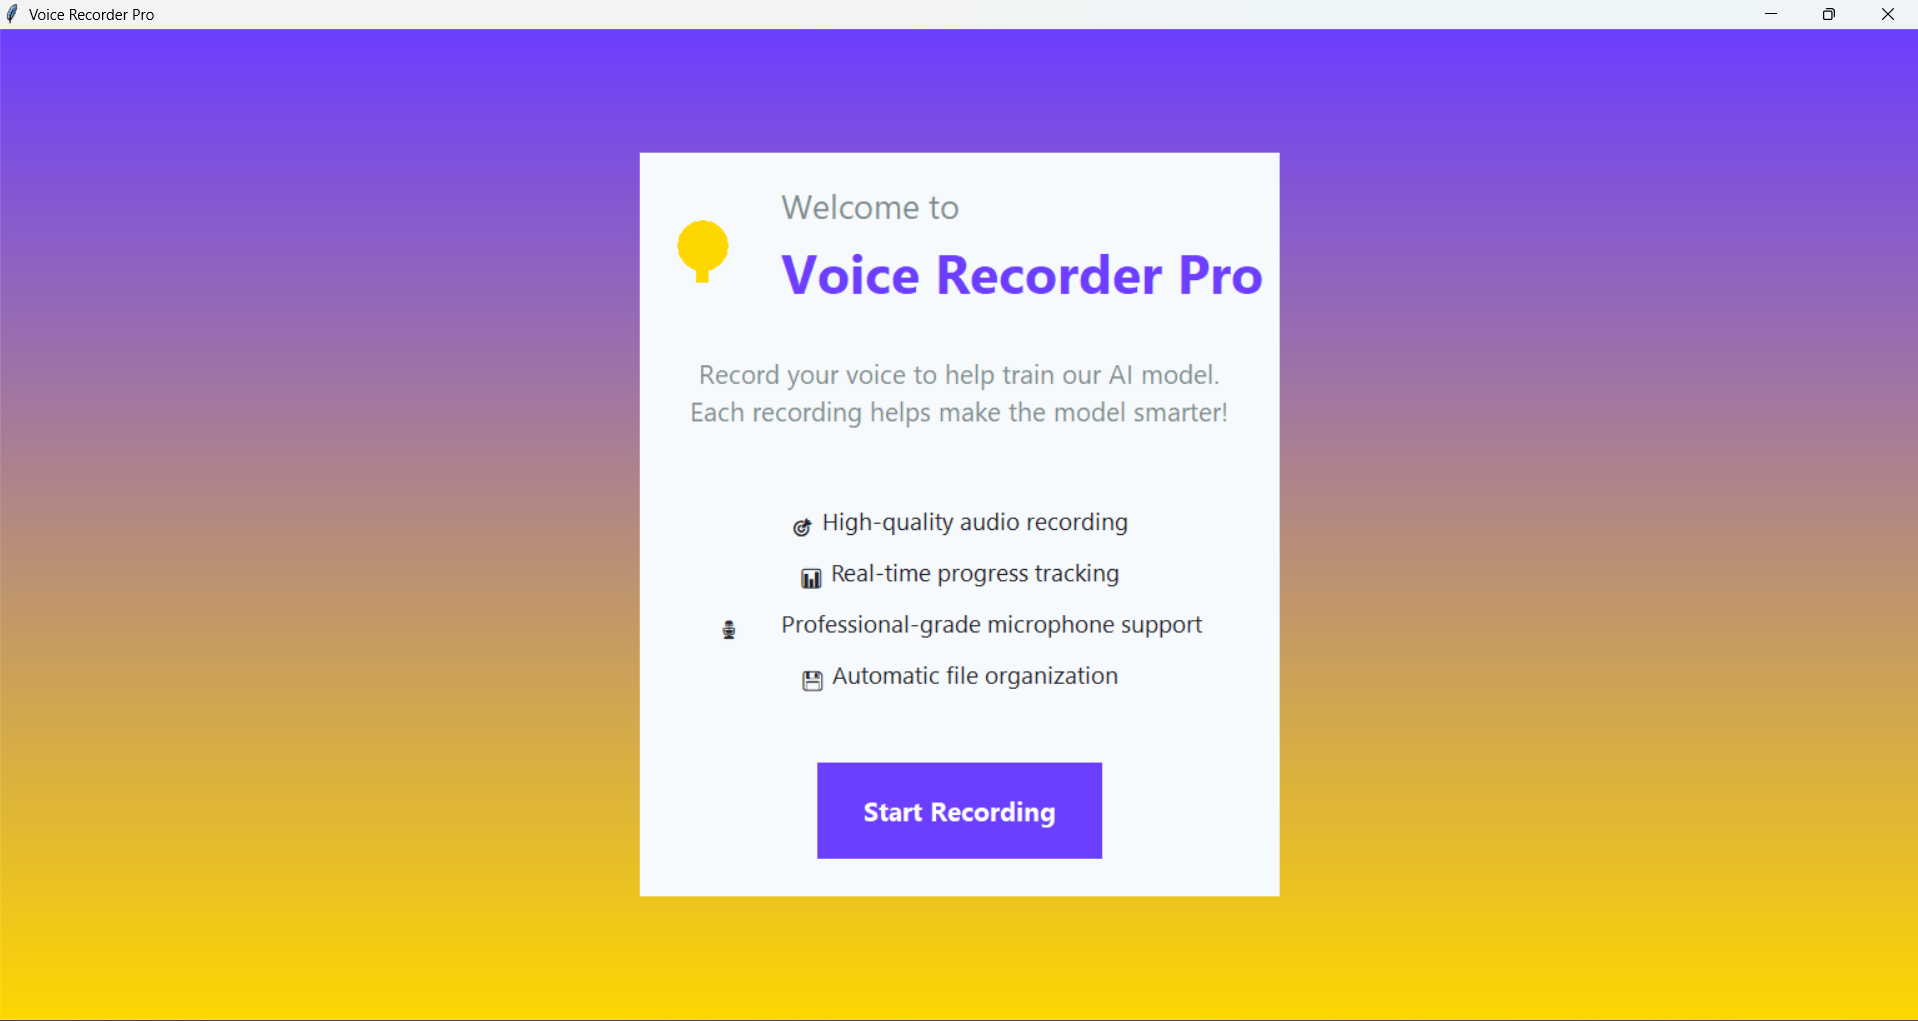 Voice Recorder Pro
Welcome to
Voice Recorder Pro
Record your voice to help train our AI model.
Each recording helps make the model smarter!
High-quality audio recording
Real-time progress tracking
Professional-grade microphone support
Automatic file organization
Start Recording